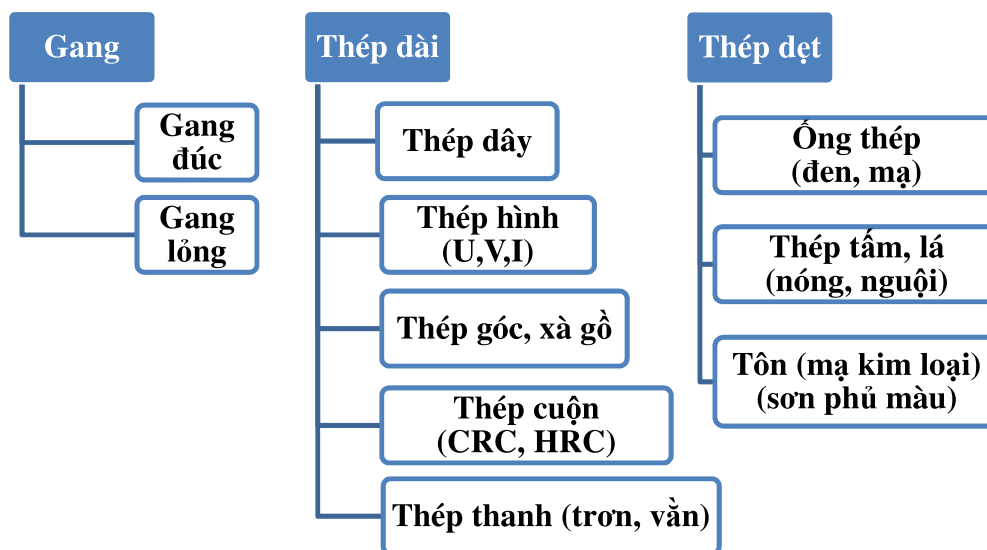 Gang
Gang
đúc
Gang
lỏng
Thép dài
Thép dây
Thép hình
(U,V,I)
Thép góc, xà gồ
Thép cuộn
(CRC, HRC)
Thép thanh (trơn, vằn)
Thép dẹt
Ống thép
(đen, mạ)
Thép tấm, lá
(nóng, nguội)
Tôn (mạ kim loại)
(sơn phủ màu)